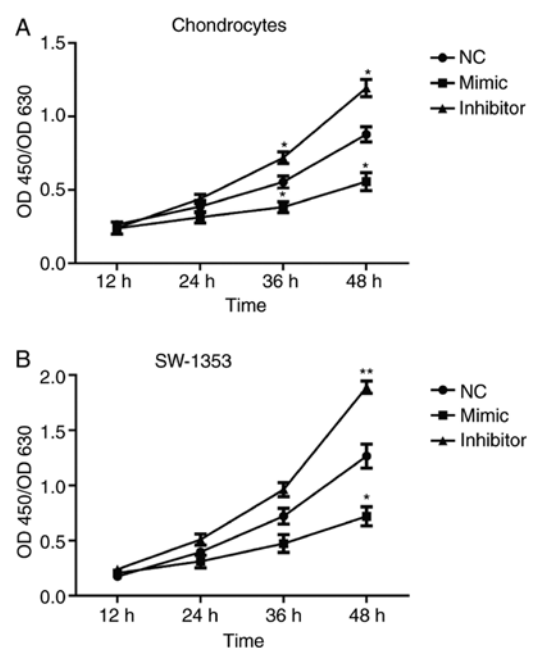 A
Chondrocytes
1.5
1.0
0.5
0.0
OD 450/OD 630
*
*
*
*
12 h 24 h 36 h 48 h
Time
NC
Mimic
Inhibitor
B
SW-1353
2.0
1.5
1.0
0.5
0.0
OD 450/OD 630
**
*
12 h 24 h 36 h 48 h
Time
NC
Mimic
Inhibitor